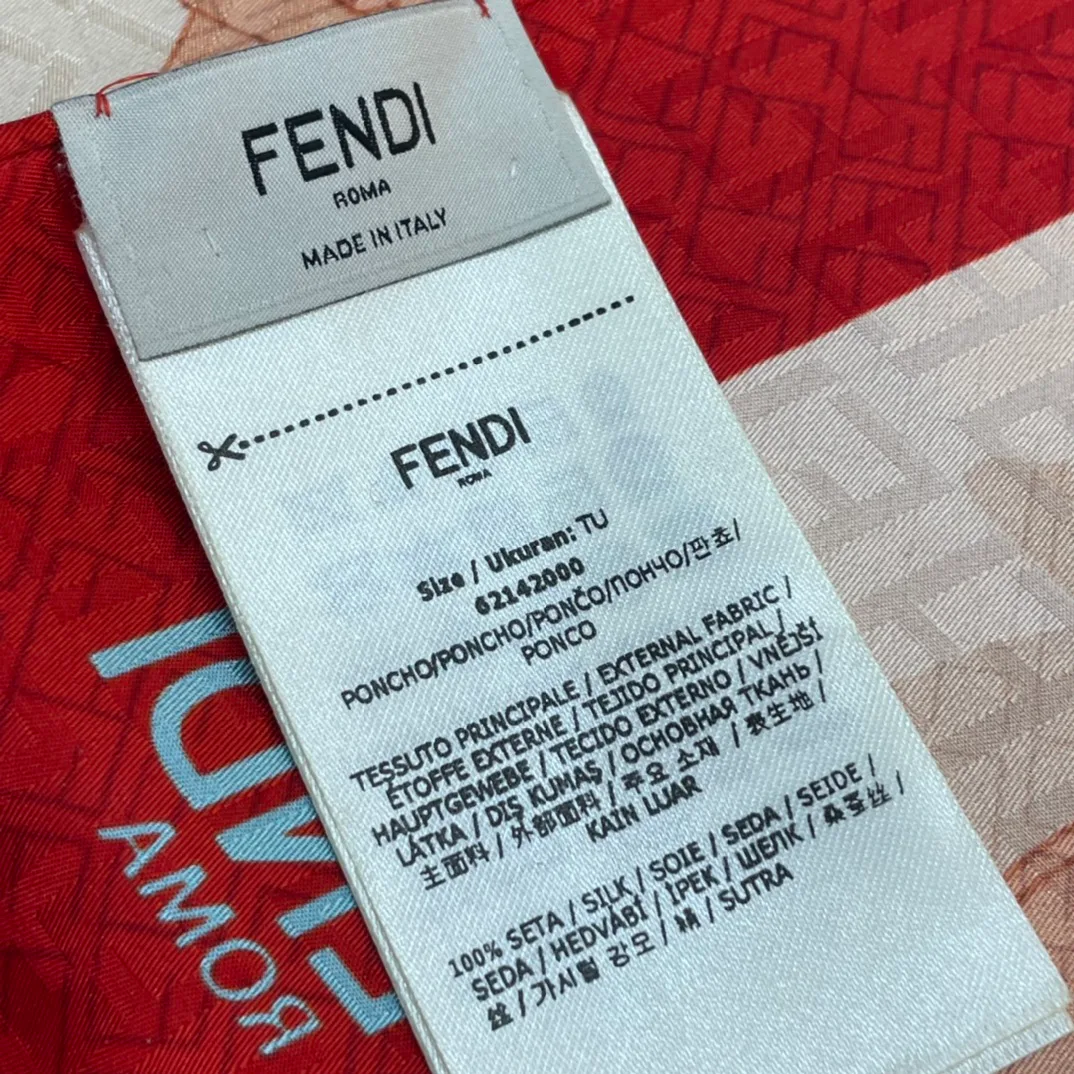 FENDI
ROMA
MADE IN ITALY
FENDI
ROMA
Size / Ukuran: TU
62142000
PONCHO/PONCHO/PONČO/ПОНЧО/판쵸/
PONCO
TESSUTO PRINCIPALE / EXTERNAL FABRIC /
ÉTOFFE EXTERNE / TEJIDO PRINCIPAL /
HAUPTGEWEBE / TECIDO EXTERNO / VNĚJŠÍ
LÁTKA / DIŞ KUMAŞ / ОСНОВНАЯ ТКАНЬ /
主面料 / 外部面料 / 주요 소재 / 表生地 /
KAIN LUAR
100% SETA / SILK / SOIE / SEDA / SEIDE /
SEDA / HEDVÁBÍ / İPEK / ШЕЛК / 桑蚕丝 /
絲 / 가시털 강모 / 絹 / SUTRA
AMOR